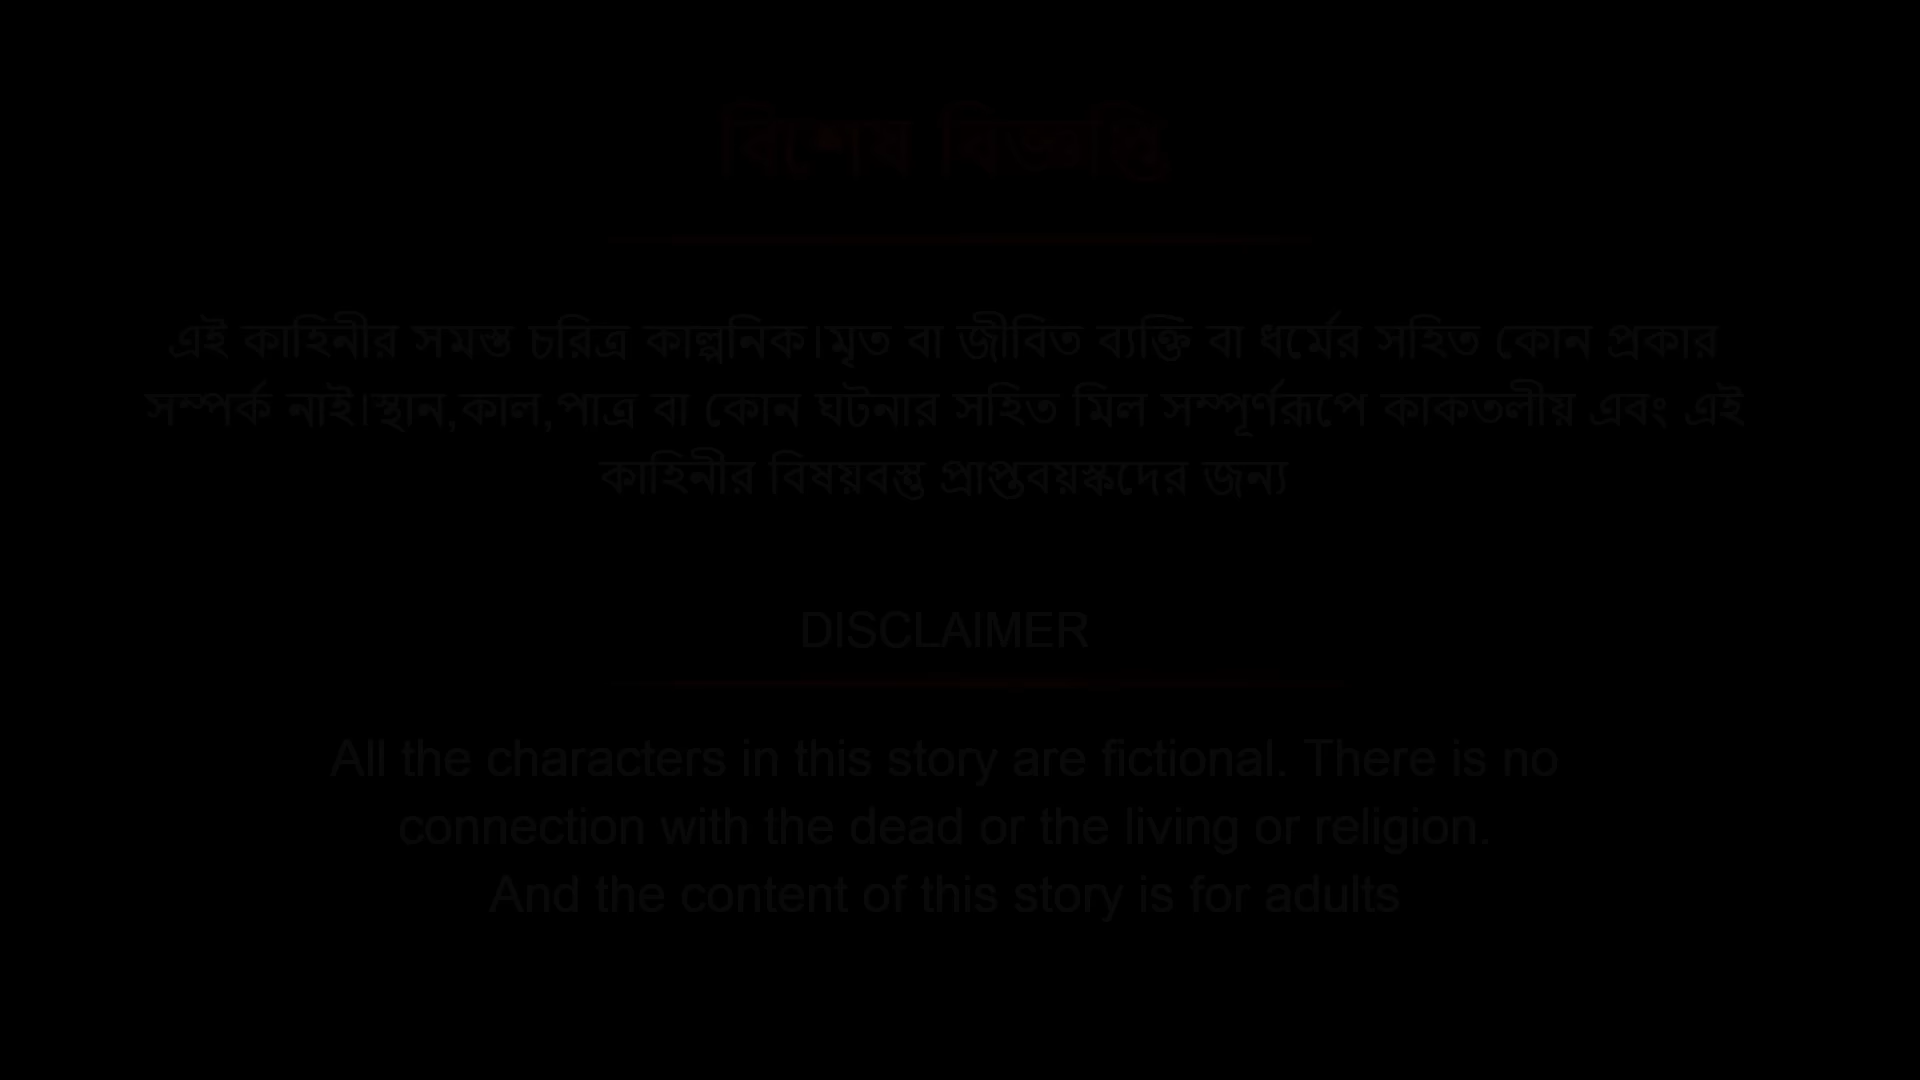 বিশেষ বিজ্ঞপ্তি
এই কাহিনীর সমস্ত চরিত্র কাল্পনিক।মৃত বা জীবিত ব্যক্তি বা ধর্মের সহিত কোন প্রকার
সম্পর্ক নাই।স্থান,কাল,পাত্র বা কোন ঘটনার সহিত মিল সম্পূর্ণরূপে কাকতলীয় এবং এই
কাহিনীর বিষয়বস্তু প্রাপ্তবয়স্কদের জন্য
DISCLAIMER
All the characters in this story are fictional. There is no
connection with the dead or the living or religion.
And the content of this story is for adults